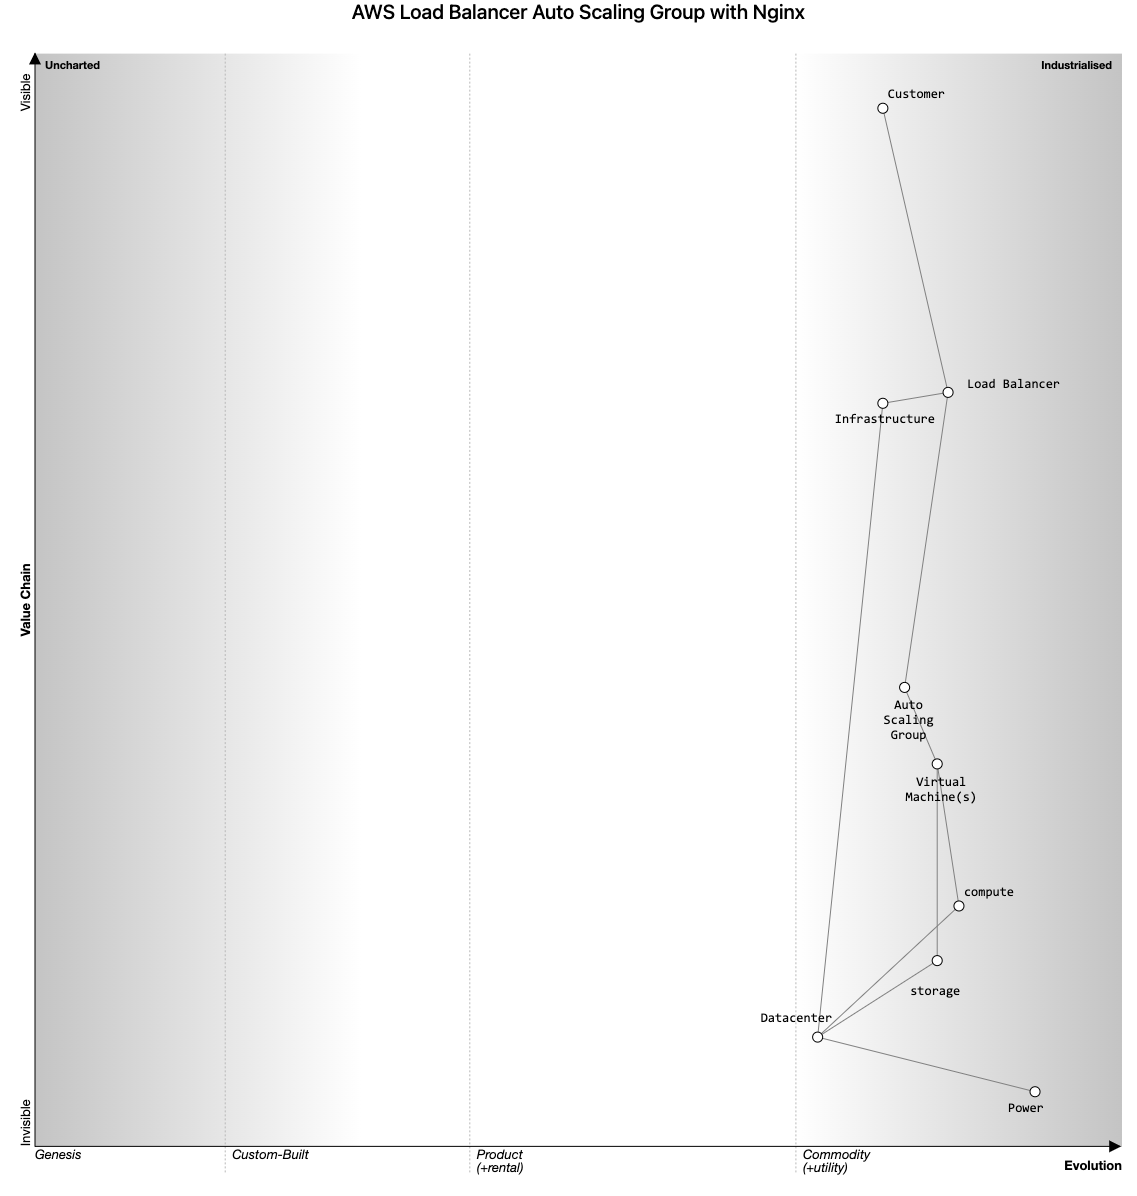 AWS Load Balancer Auto Scaling Group with Nginx
Uncharted
Industrialised
Visible
Customer
Load Balancer
Infrastructure
Value Chain
Auto
Scaling
Group
Virtual
Machine(s)
compute
storage
Datacenter
Power
Invisible
Genesis
Custom-Built
Product
(+rental)
Commodity
(+utility)
Evolution